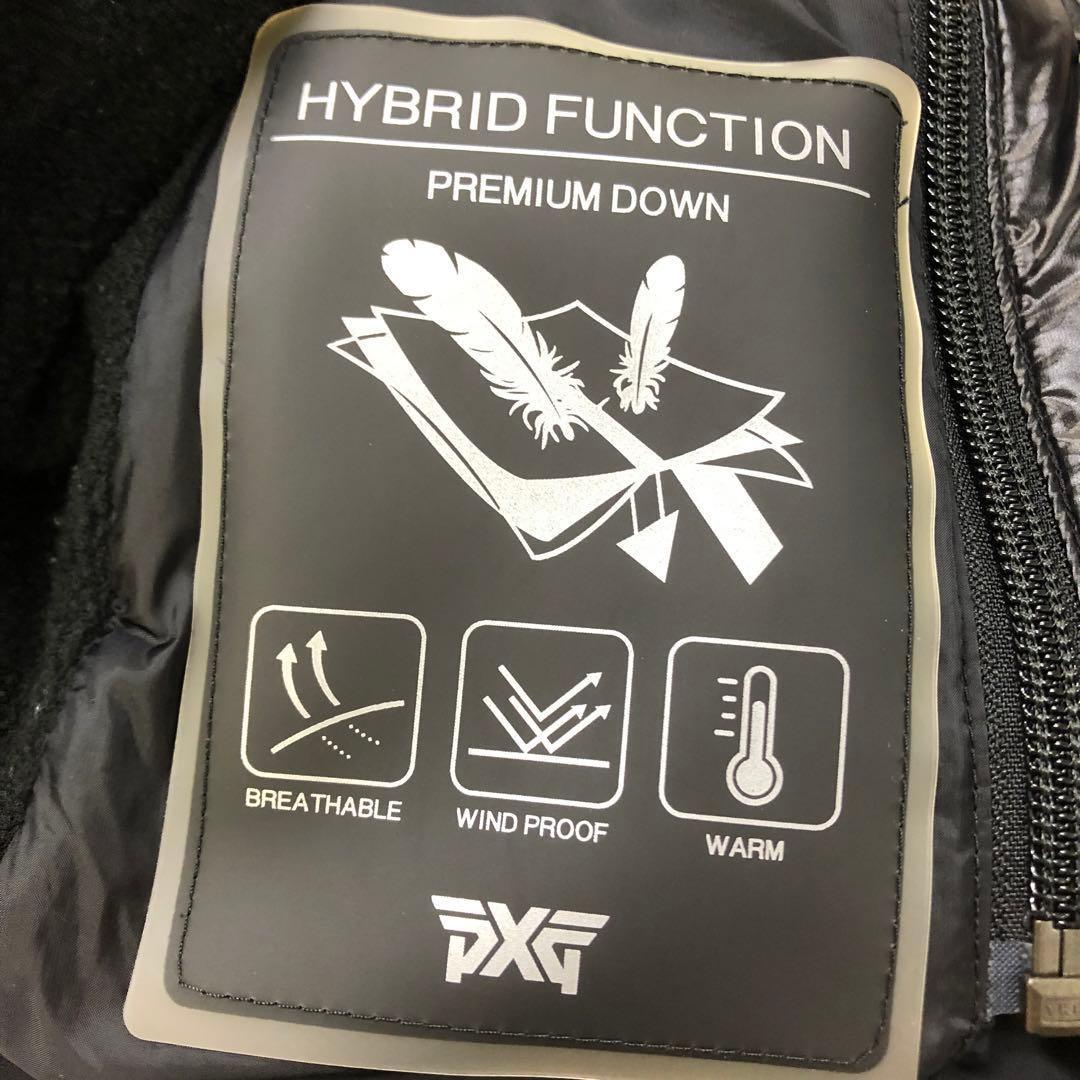 HYBRID FUNCTION
PREMIUM DOWN
BREATHABLE
WIND PROOF
WARM
PXG